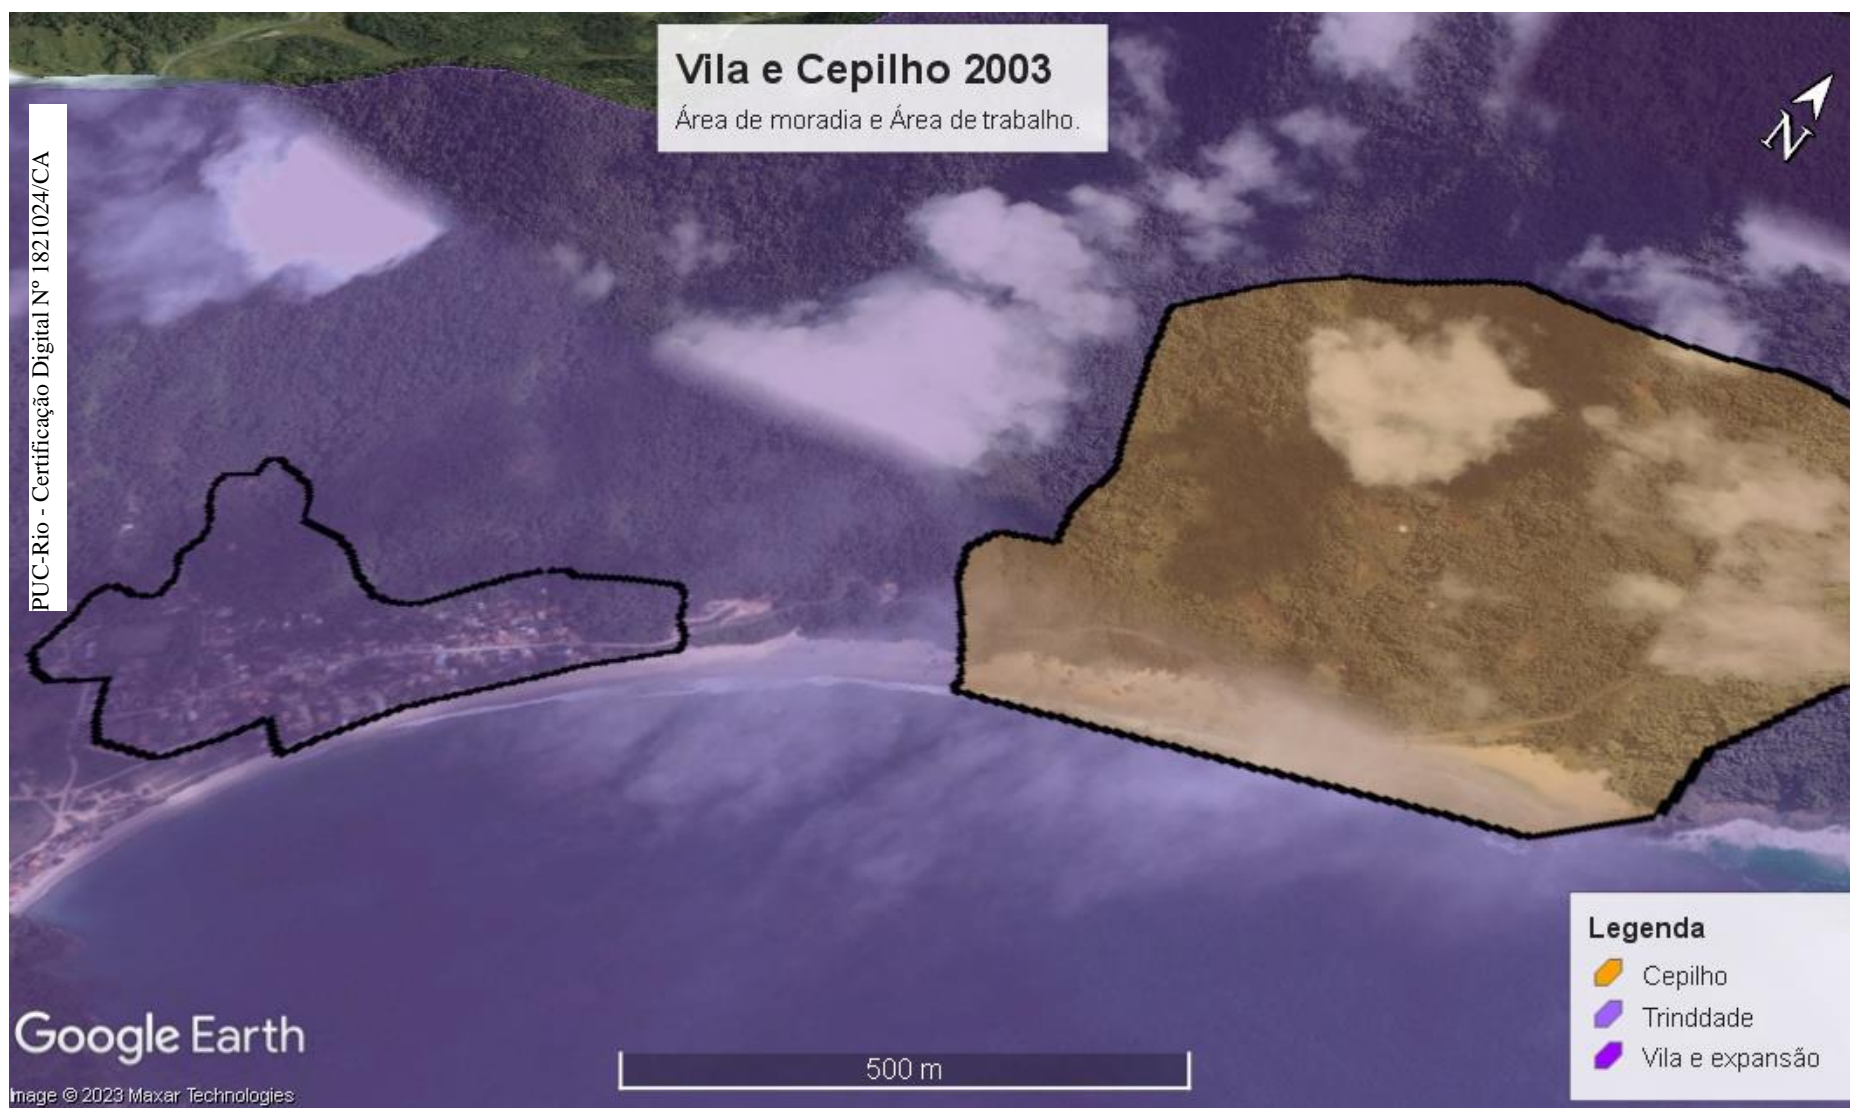 Vila e Cepilho 2003
Área de moradia e Área de trabalho.
N
PUC-Rio - Certificação Digital Nº 1821024/CA
Legenda
Cepilho
Trinddade
Vila e expansão
Google Earth
500 m
Image © 2023 Maxar Technologies